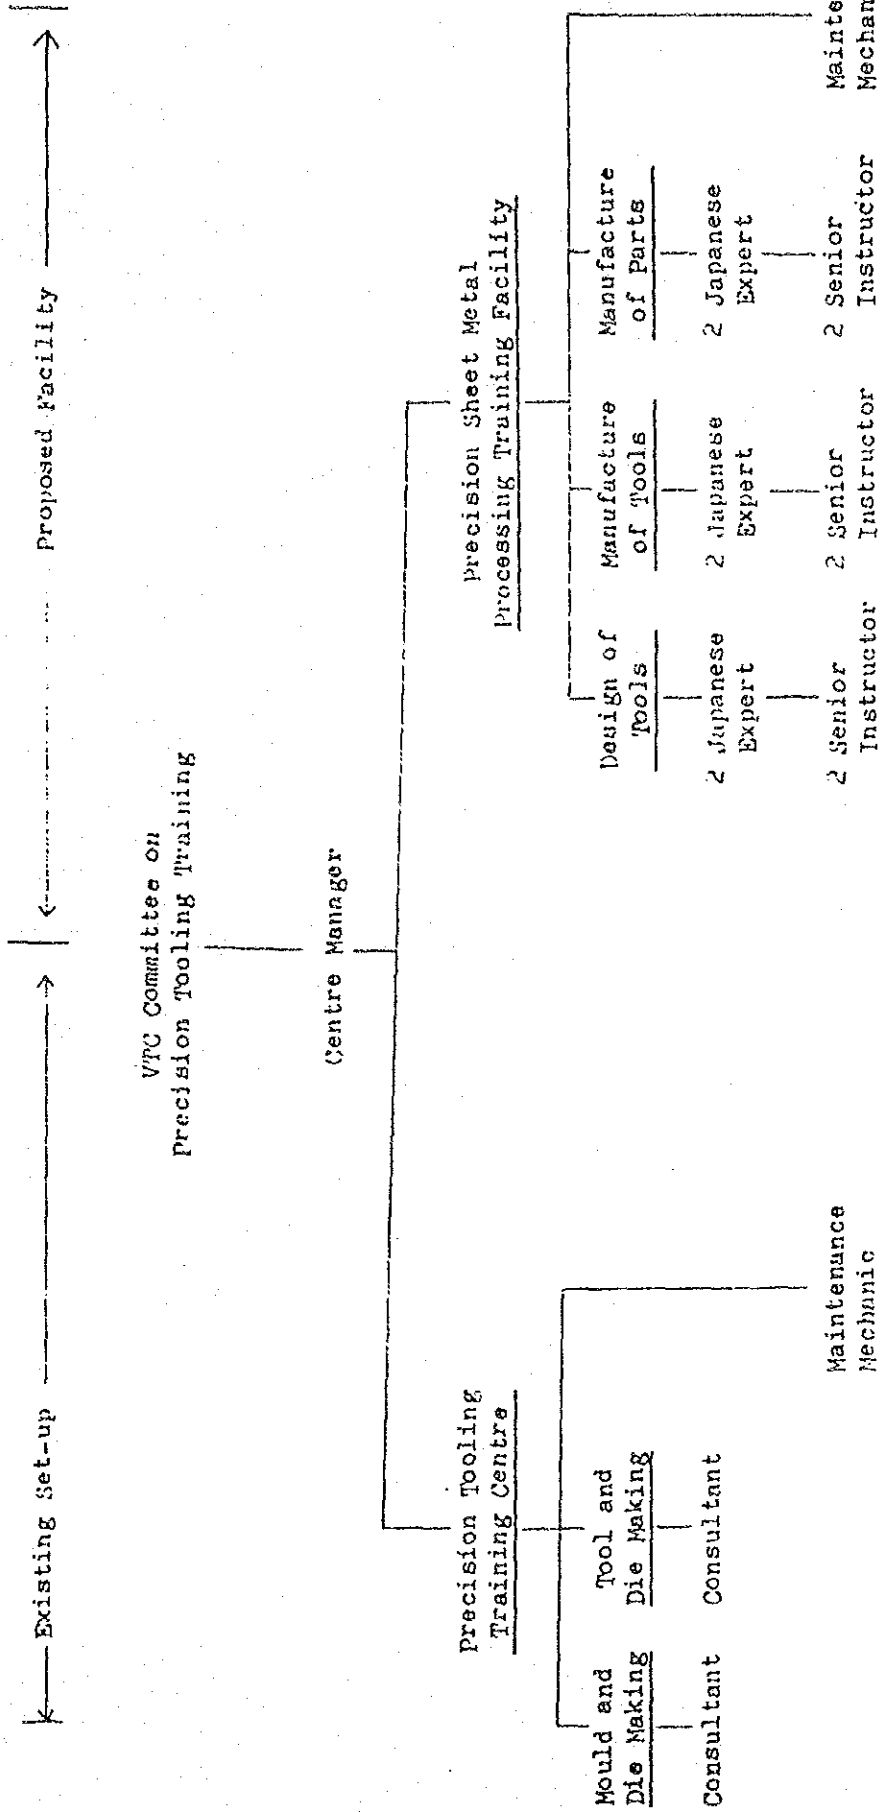 Existing Set-up
Proposed Facility
VTC Committee on
Precision Tooling Training
Centre Manager
Precision Tooling
Training Centre
Precision Sheet Metal
Processing Training Facility
Mould and
Die Making
Tool and
Die Making
Design of
Tools
Manufacture
of Tools
Manufacture
of Parts
Consultant
Consultant
2 Japanese
Expert
2 Japanese
Expert
2 Japanese
Expert
Maintenance
Mechanic
2 Senior
Instructor
2 Senior
Instructor
2 Senior
Instructor
Mainte
Mechan